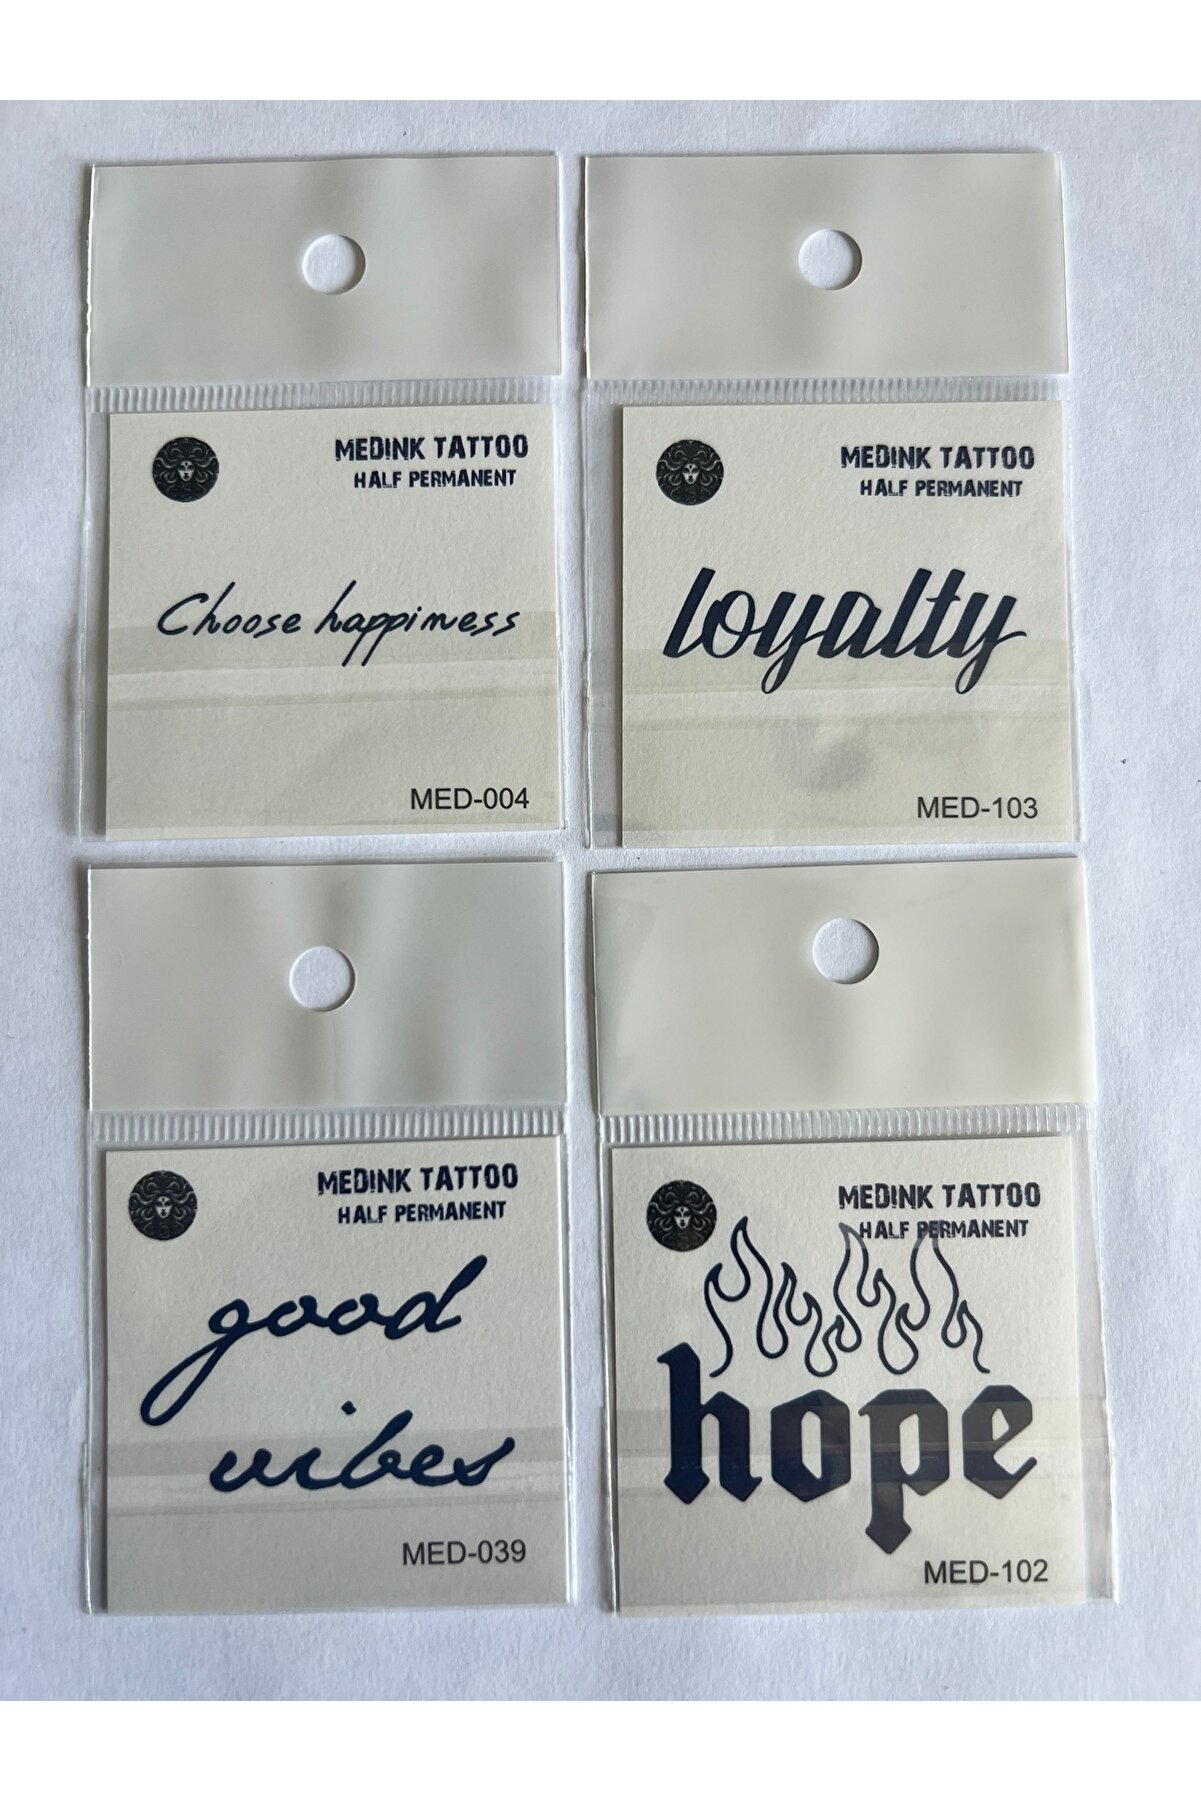 MEDINK TATTOO
HALF PERMANENT
Choose happiness
MED-004
MEDINK TATTOO
HALF PERMANENT
loyalty
MED-103
MEDINK TATTOO
HALF PERMANENT
good
vibes
MED-039
MEDINK TATTOO
HALF PERMANENT
hope
MED-102